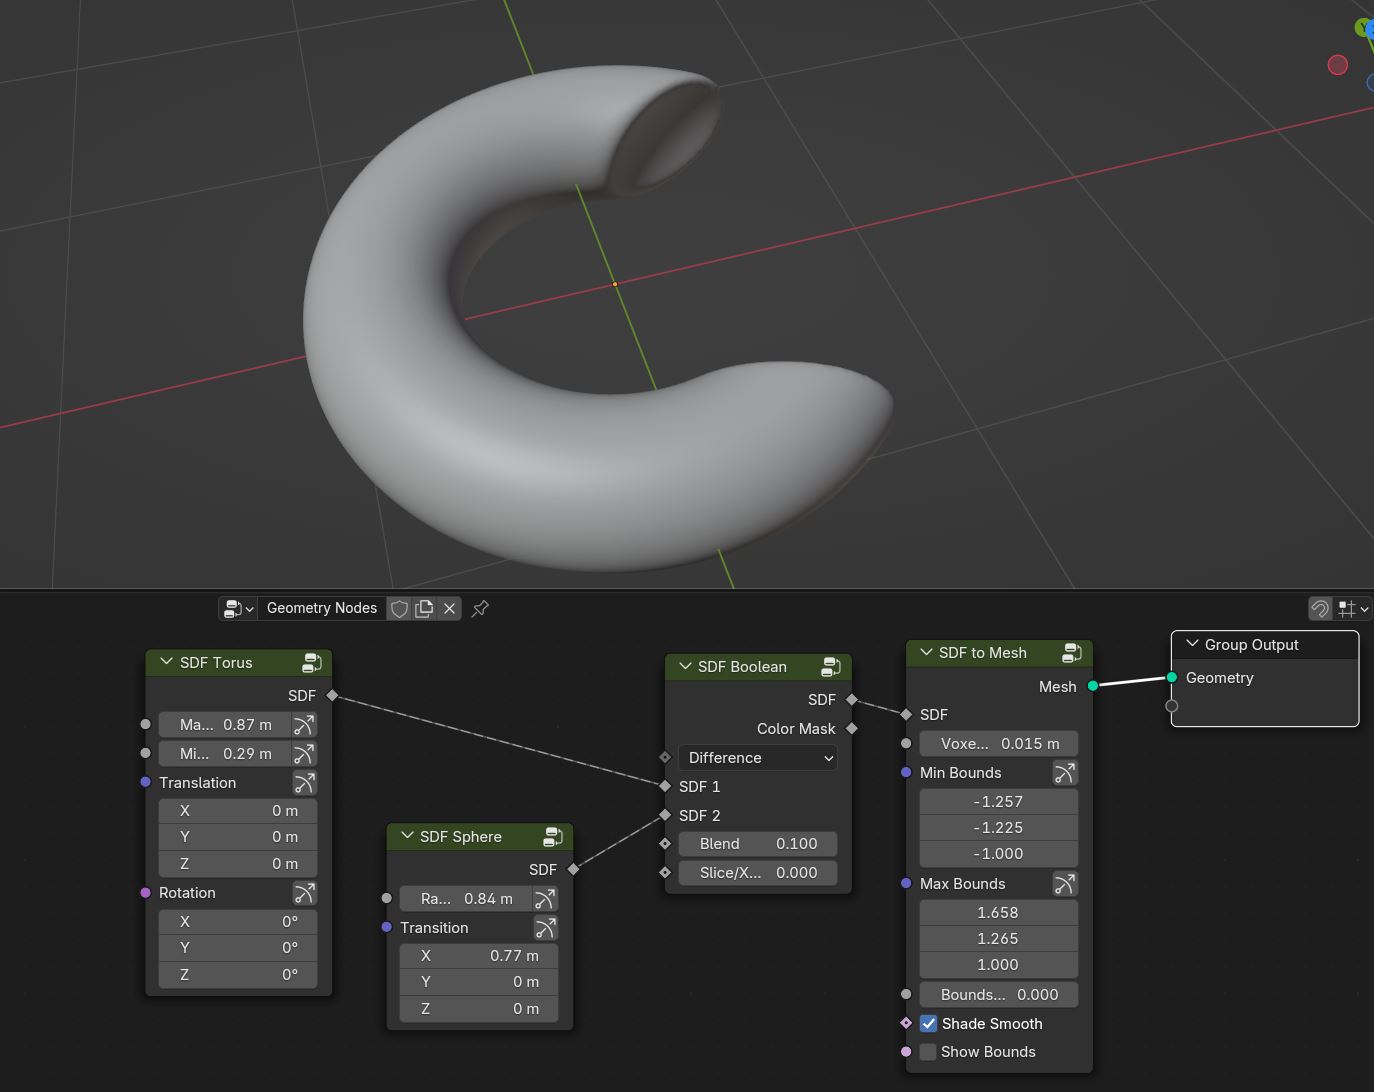 Y
Geometry Nodes
SDF Torus
SDF
Ma... 0.87 m
Mi... 0.29 m
Translation
X 0 m
Y 0 m
Z 0 m
Rotation
X 0°
Y 0°
Z 0°
SDF Sphere
SDF
Ra... 0.84 m
Transition
X 0.77 m
Y 0 m
Z 0 m
SDF Boolean
SDF
Color Mask
Difference
SDF 1
SDF 2
Blend 0.100
Slice/X... 0.000
SDF to Mesh
Mesh
SDF
Voxe... 0.015 m
Min Bounds
-1.257
-1.225
-1.000
Max Bounds
1.658
1.265
1.000
Bounds... 0.000
Shade Smooth
Show Bounds
Group Output
Geometry